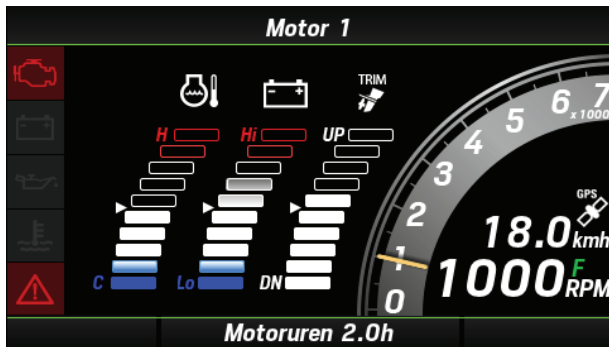 Motor 1
TRIM
H Hi UP
C Lo DN
0 1 2 3 4 5 6 7
x 1000
GPS
18.0 kmh
F
1000 RPM
Motoruren 2.0h